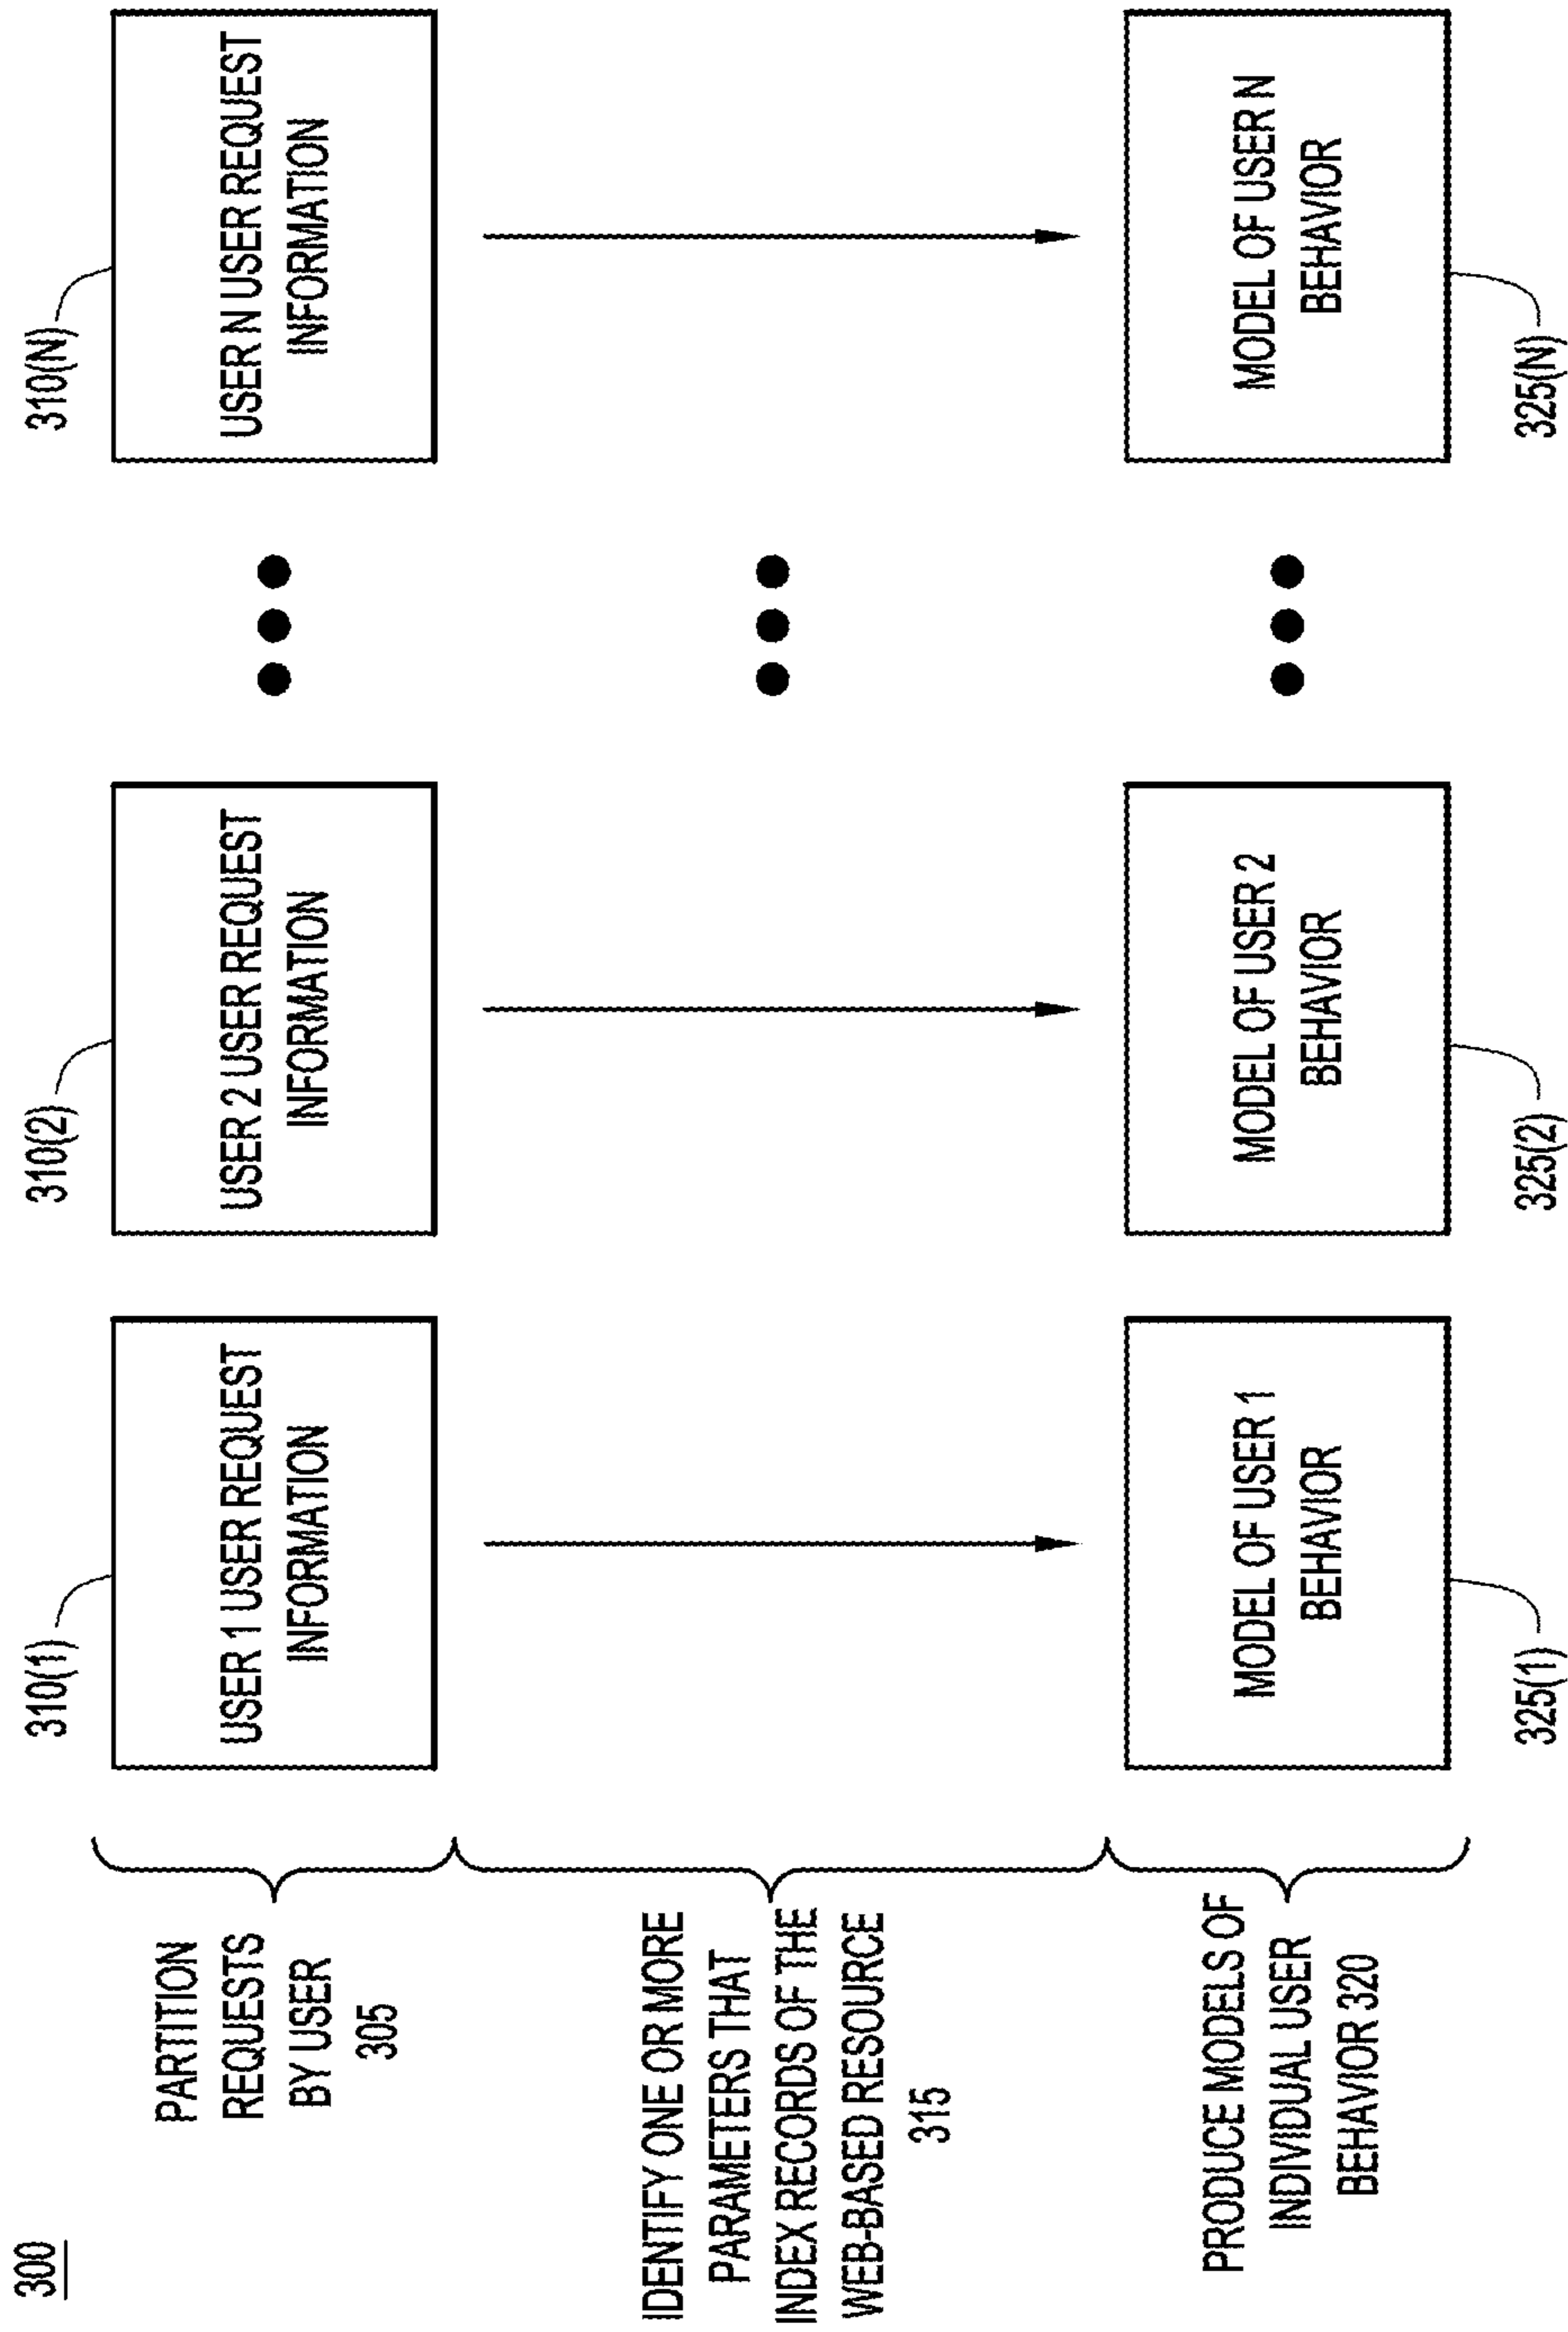 300
PARTITION
REQUESTS
BY USER
305
310(1)
USER 1 USER REQUEST
INFORMATION
310(2)
USER 2 USER REQUEST
INFORMATION
310(N)
USER N USER REQUEST
INFORMATION
IDENTIFY ONE OR MORE
PARAMETERS THAT
INDEX RECORDS OF THE
WEB-BASED RESOURCE
315
PRODUCE MODELS OF
INDIVIDUAL USER
BEHAVIOR 320
MODEL OF USER 1
BEHAVIOR
325(1)
MODEL OF USER 2
BEHAVIOR
325(2)
MODEL OF USER N
BEHAVIOR
325(N)